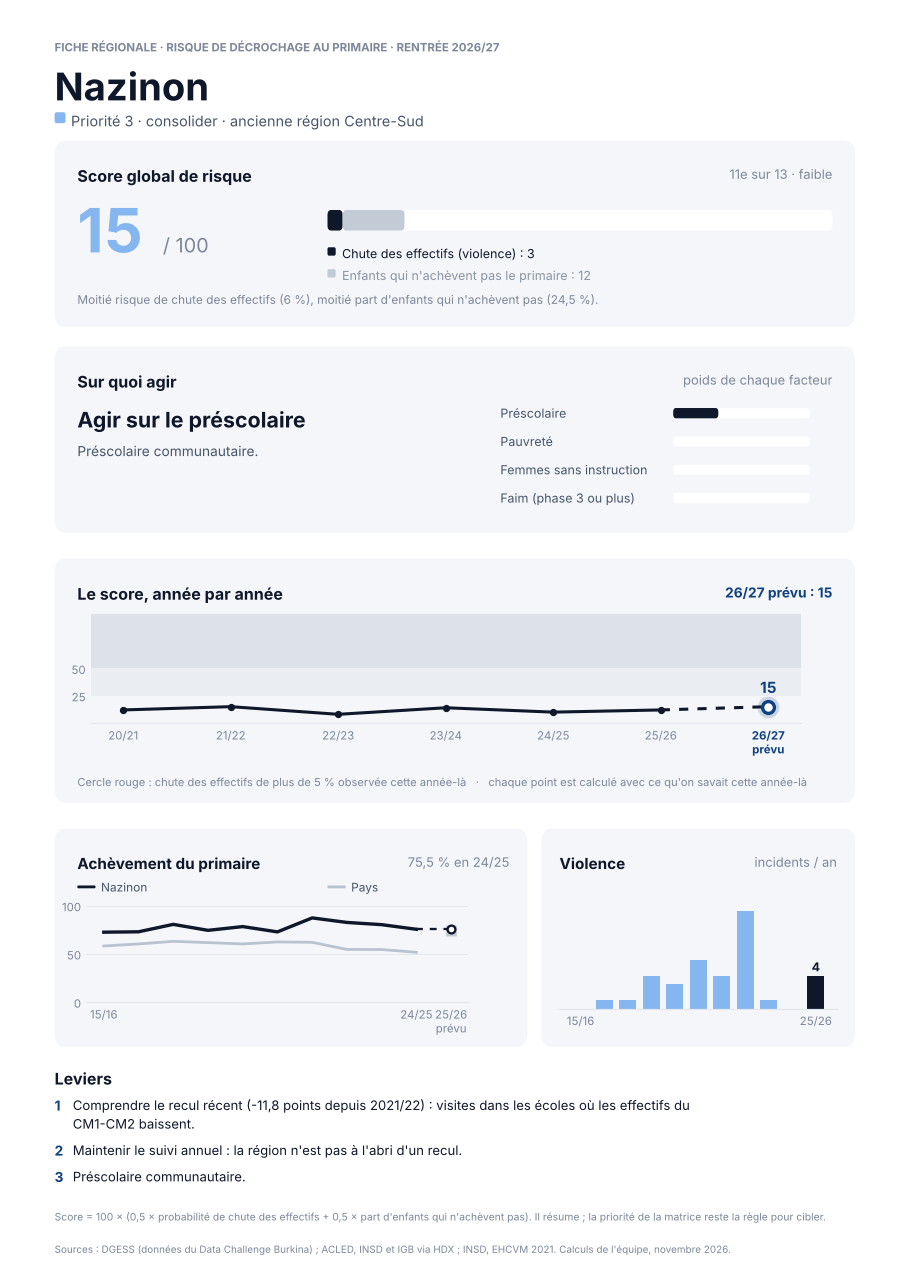 FICHE RÉGIONALE · RISQUE DE DÉCROCHAGE AU PRIMAIRE · RENTRÉE 2026/27
Nazinon
Priorité 3 · consolider · ancienne région Centre-Sud
Score global de risque
11e sur 13 · faible
15 / 100
Chute des effectifs (violence) : 3
Enfants qui n'achèvent pas le primaire : 12
Moitié risque de chute des effectifs (6 %), moitié part d'enfants qui n'achèvent pas (24,5 %).
Sur quoi agir
poids de chaque facteur
Agir sur le préscolaire
Préscolaire communautaire.
Préscolaire
Pauvreté
Femmes sans instruction
Faim (phase 3 ou plus)
Le score, année par année
26/27 prévu : 15
50
25
15
20/21 21/22 22/23 23/24 24/25 25/26 26/27
prévu
Cercle rouge : chute des effectifs de plus de 5 % observée cette année-là · chaque point est calculé avec ce qu'on savait cette année-là
Achèvement du primaire
75,5 % en 24/25
Nazinon Pays
100
50
0
15/16 24/25 25/26
prévu
Violence
incidents / an
4
15/16 25/26
Leviers
1 Comprendre le recul récent (-11,8 points depuis 2021/22) : visites dans les écoles où les effectifs du
CM1-CM2 baissent.
2 Maintenir le suivi annuel : la région n'est pas à l'abri d'un recul.
3 Préscolaire communautaire.
Score = 100 × (0,5 × probabilité de chute des effectifs + 0,5 × part d'enfants qui n'achèvent pas). Il résume ; la priorité de la matrice reste la règle pour cibler.
Sources : DGESS (données du Data Challenge Burkina) ; ACLED, INSD et IGB via HDX ; INSD, EHCVM 2021. Calculs de l'équipe, novembre 2026.